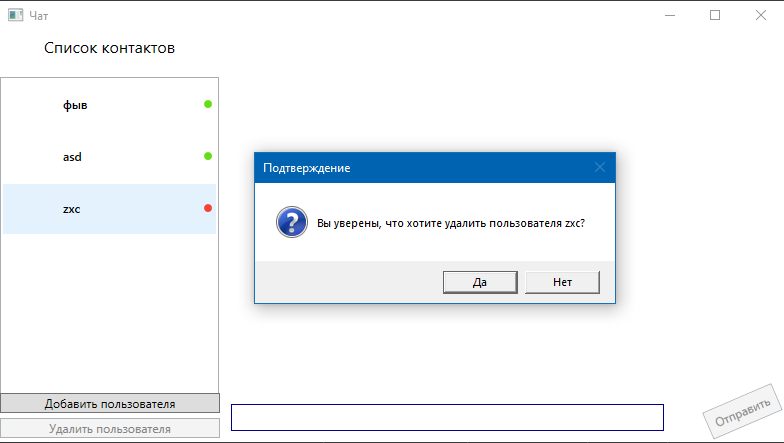 Чат
Список контактов
фыв
asd
zxc
Подтверждение
Вы уверены, что хотите удалить пользователя zxc?
Да
Нет
Добавить пользователя
Удалить пользователя
Отправить